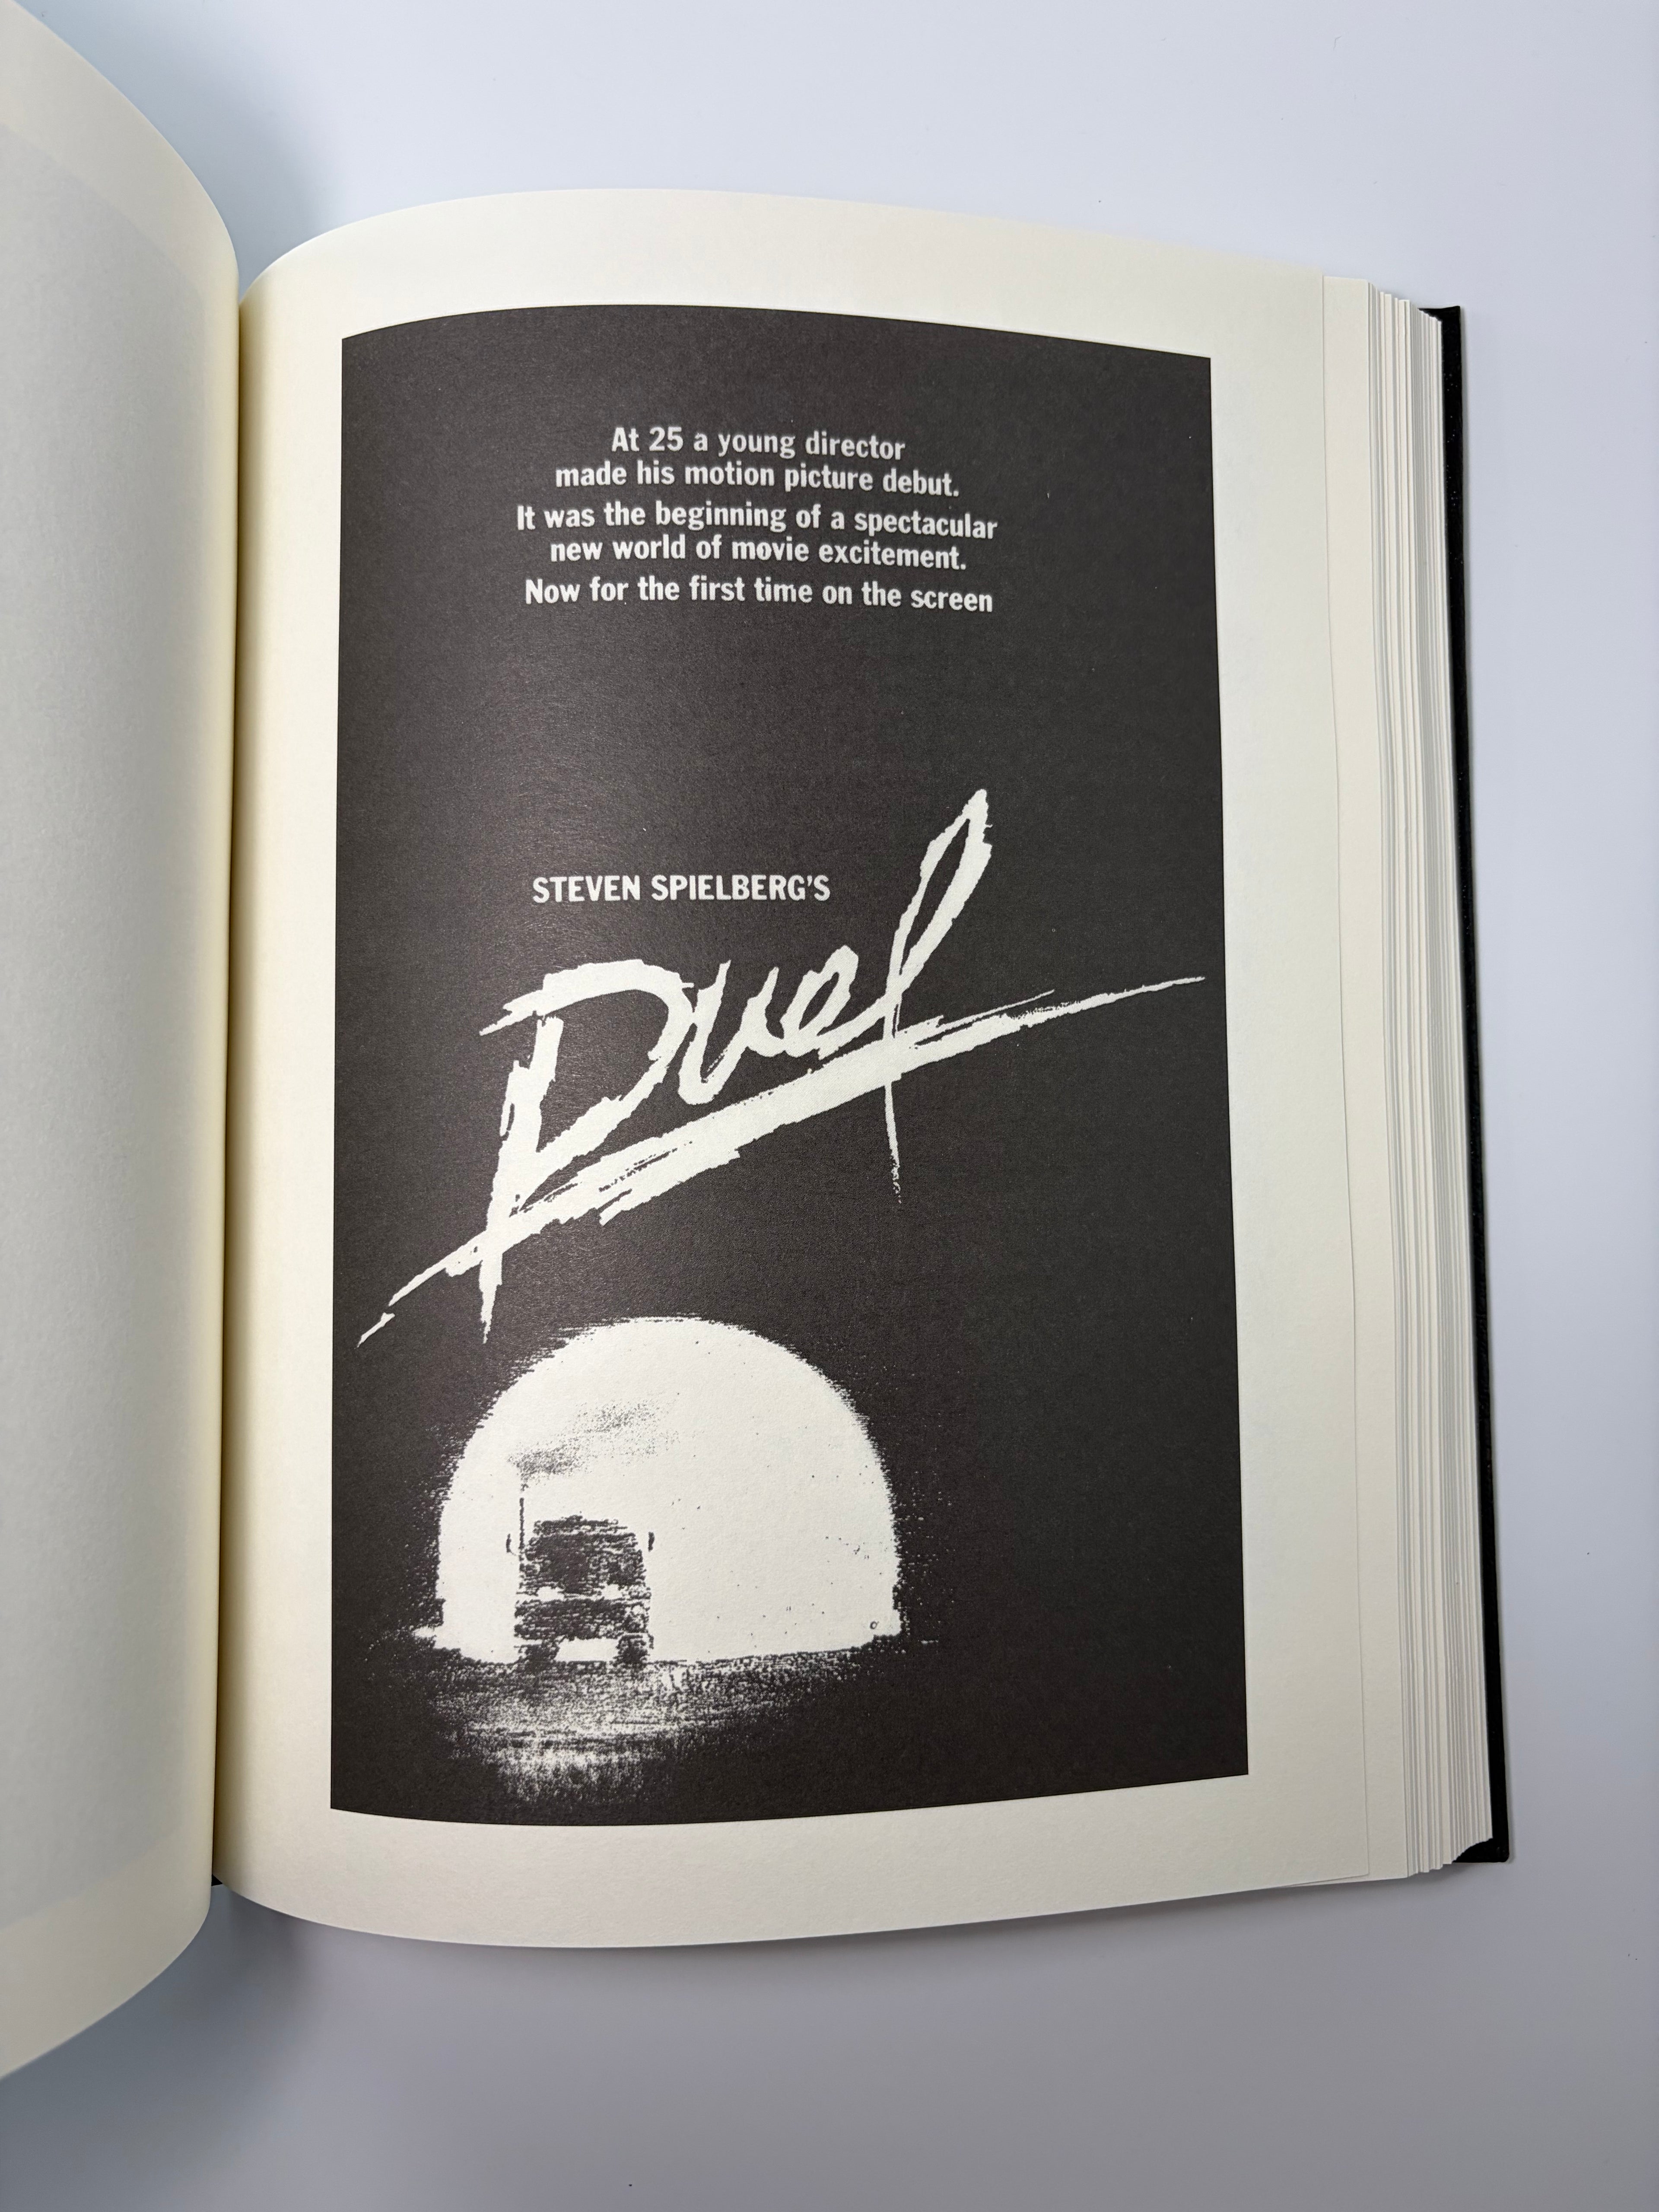 At 25 a young director
made his motion picture debut.
It was the beginning of a spectacular
new world of movie excitement.
Now for the first time on the screen
STEVEN SPIELBERG'S
Duel